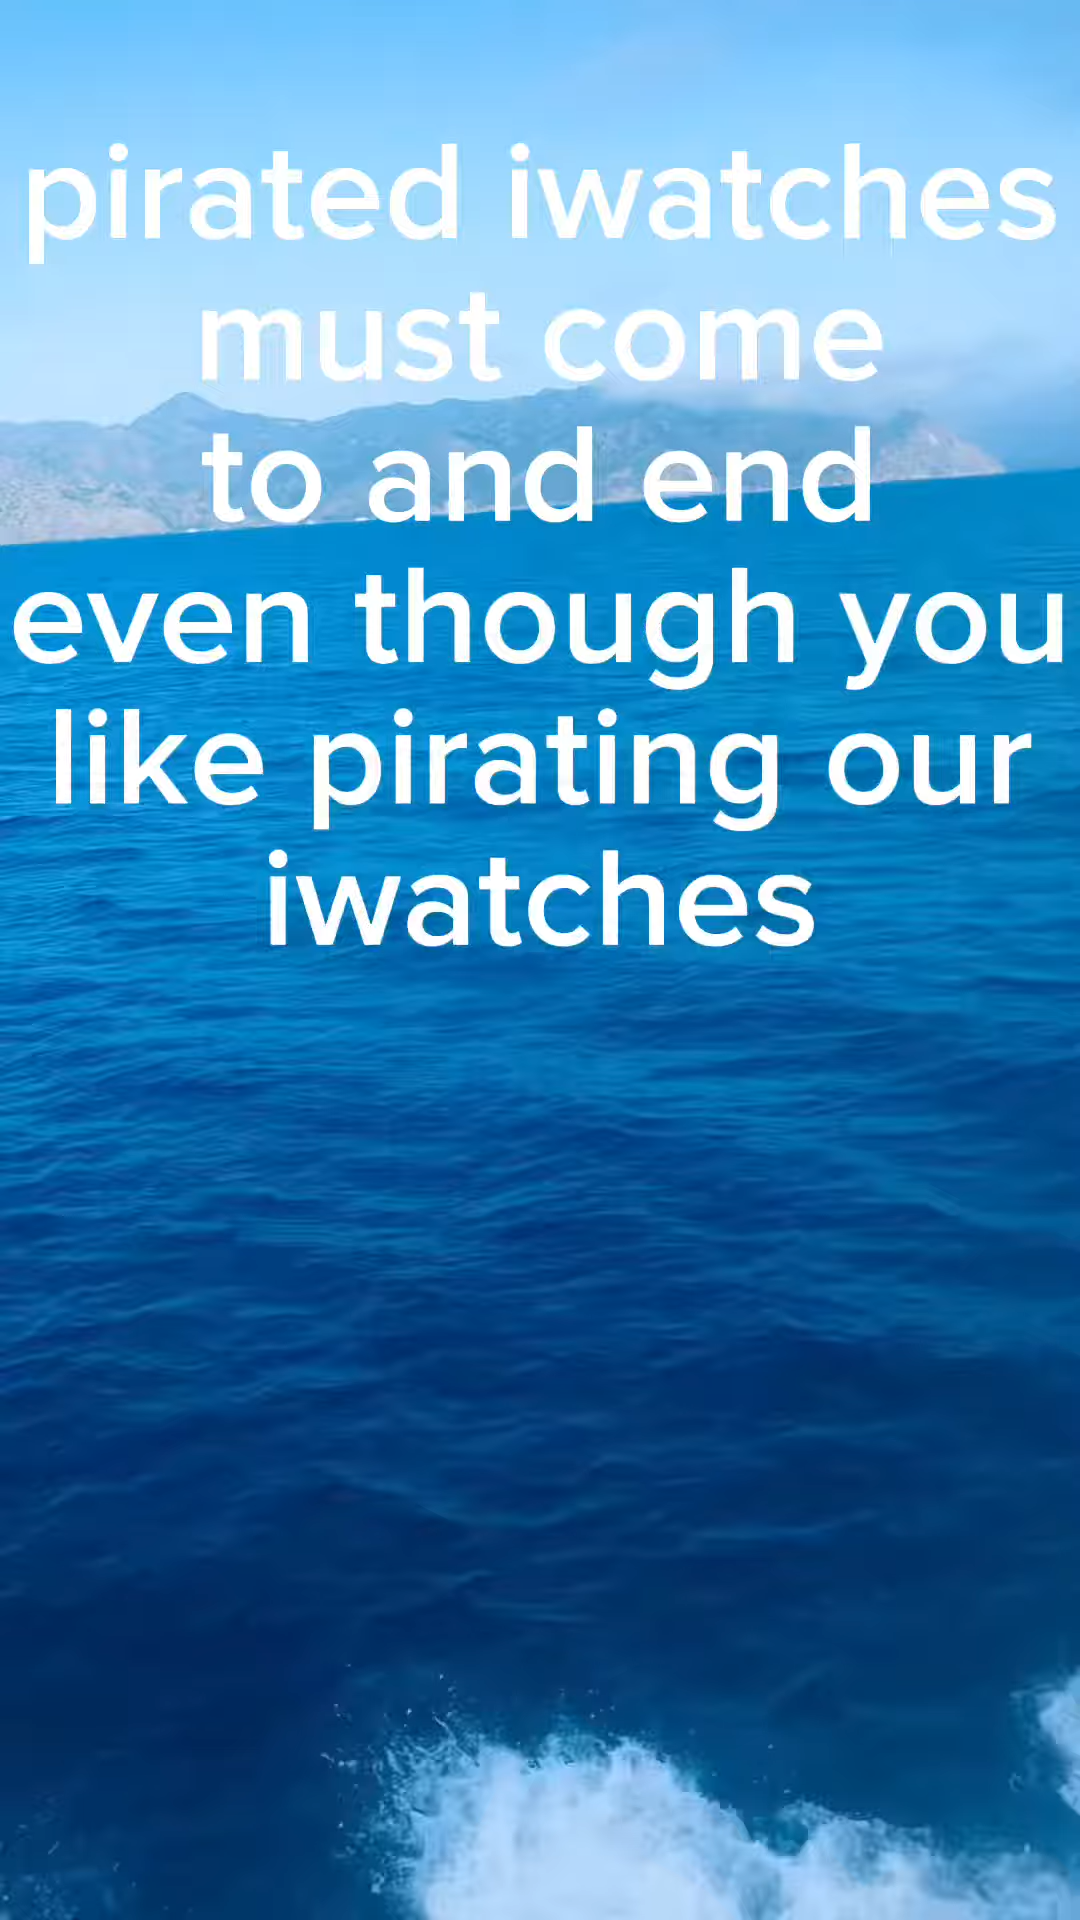 pirated iwatches
must come
to and end
even though you
like pirating our
iwatches